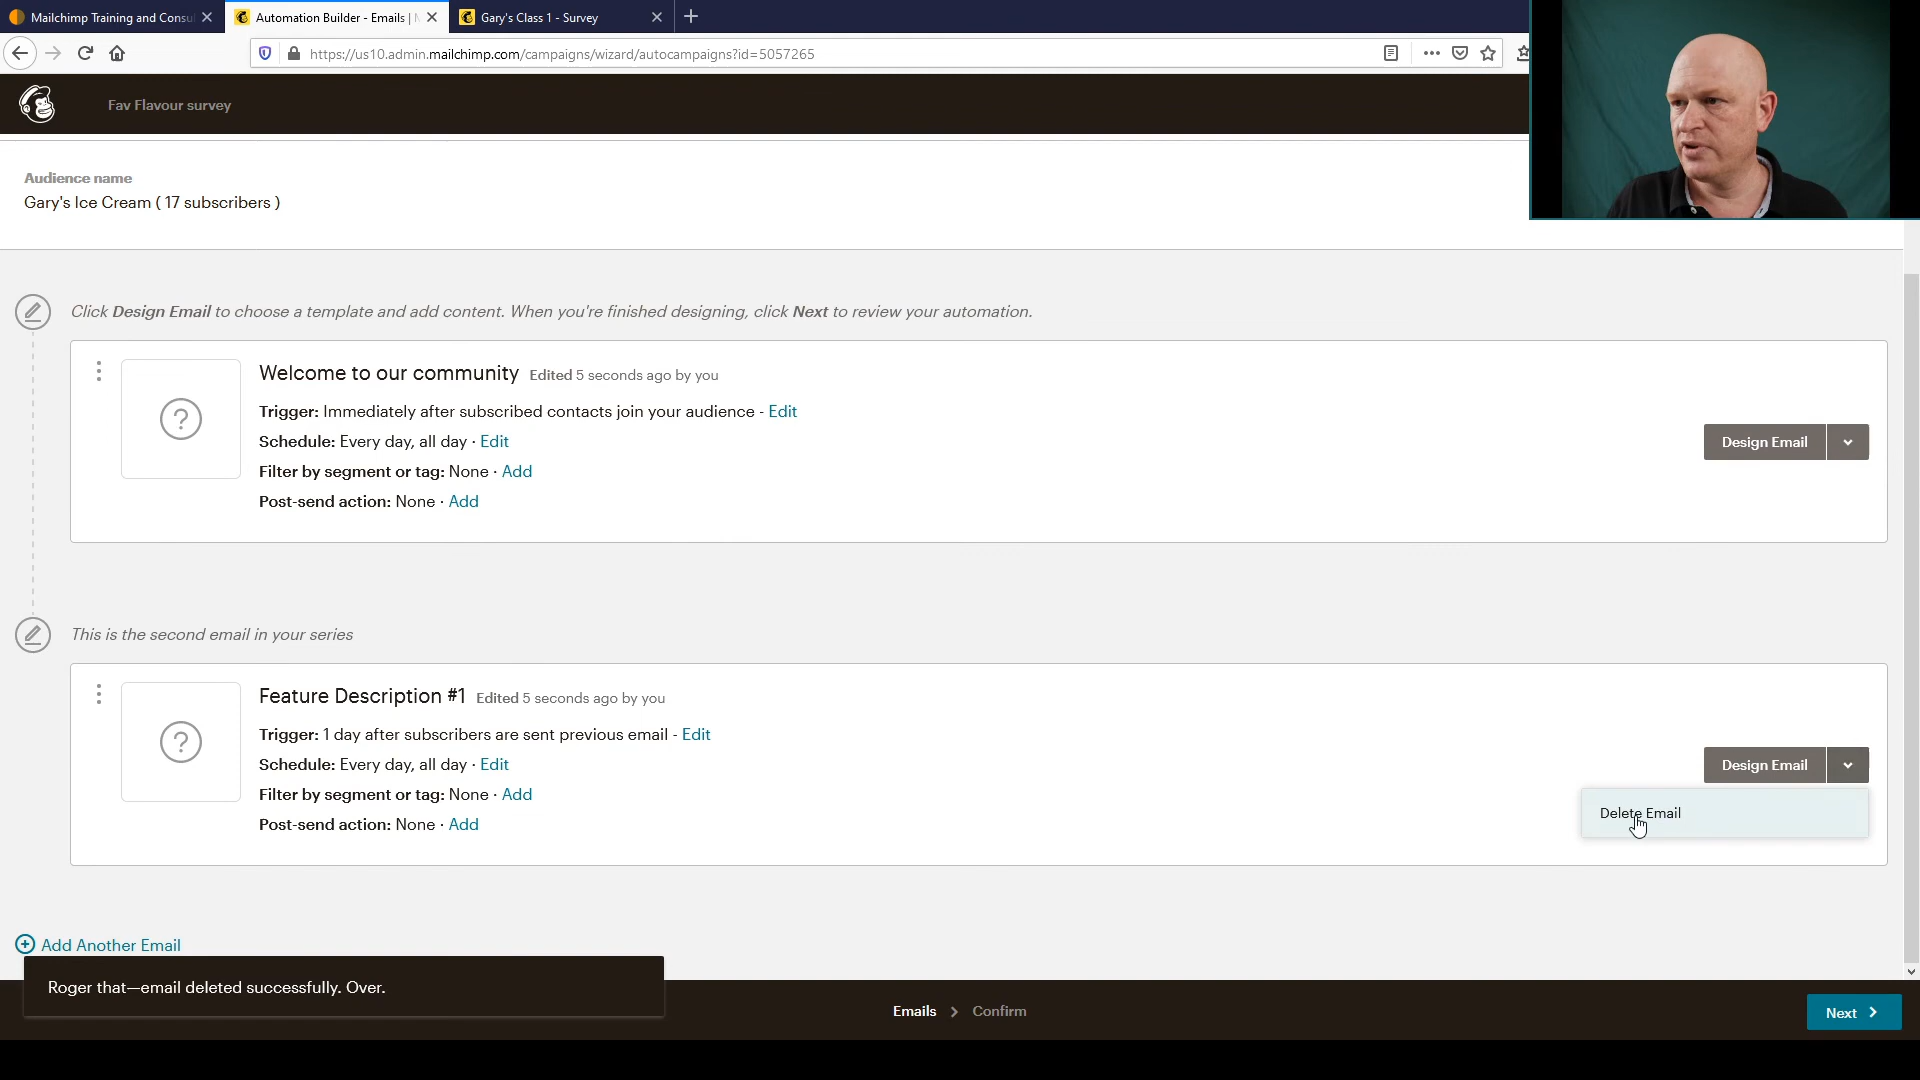 Mailchimp Training and Consul
Automation Builder - Emails |
Gary's Class 1 - Survey
https://us10.admin.mailchimp.com/campaigns/wizard/autocampaigns?id=5057265
Fav Flavour survey
Audience name
Gary's Ice Cream ( 17 subscribers )
Click Design Email to choose a template and add content. When you're finished designing, click Next to review your automation.
Welcome to our community Edited 5 seconds ago by you
Trigger: Immediately after subscribed contacts join your audience - Edit
Schedule: Every day, all day · Edit
Filter by segment or tag: None · Add
Post-send action: None · Add
Design Email
This is the second email in your series
Feature Description #1 Edited 5 seconds ago by you
Trigger: 1 day after subscribers are sent previous email - Edit
Schedule: Every day, all day · Edit
Filter by segment or tag: None · Add
Post-send action: None · Add
Design Email
Delete Email
Add Another Email
Roger that—email deleted successfully. Over.
Emails > Confirm
Next >